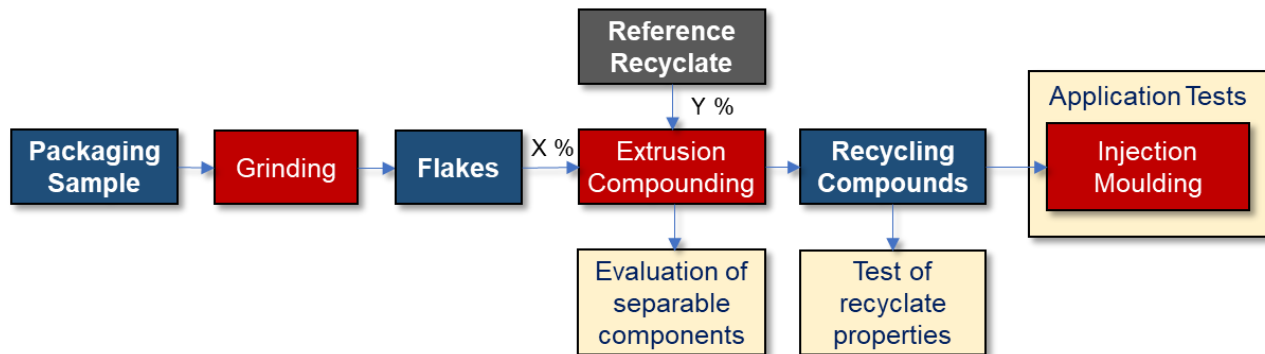 Reference
Recyclate
Y %
Packaging
Sample
Grinding
Flakes
X %
Extrusion
Compounding
Recycling
Compounds
Application Tests
Injection
Moulding
Evaluation of
separable
components
Test of
recyclate
properties